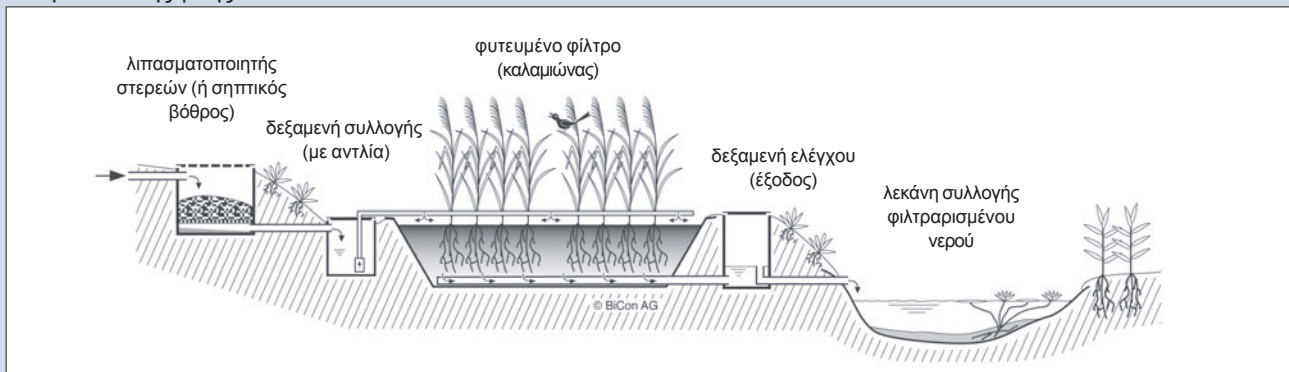 λιπασματοποιητής
στερεών (ή σηπτικός
βόθρος)
δεξαμενή συλλογής
(με αντλία)
φυτευμένο φίλτρο
(καλαμιώνας)
δεξαμενή ελέγχου
(έξοδος)
λεκάνη συλλογής
φιλτραρισμένου
νερού
© BiCon AG